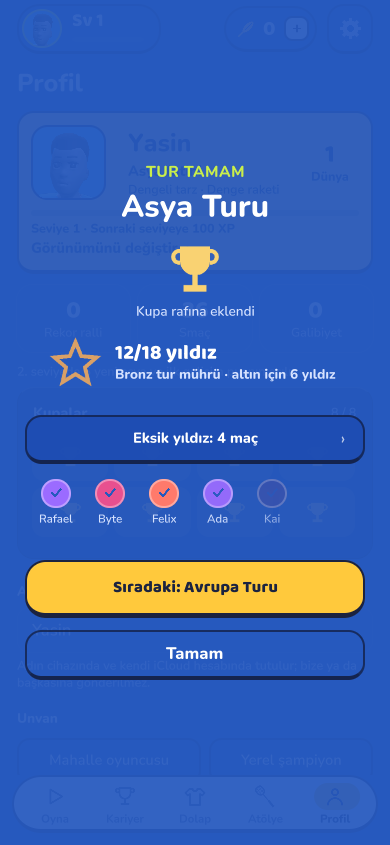 Sv 1
0
Profil
Yasin
1
Dünya
TUR TAMAM
Asya Turu
Seviye 1 · Sonraki seviyeye 100 XP
Kupa rafına eklendi
0
0
Galibiyet
12/18 yıldız
Bronz tur mührü · altın için 6 yıldız
Kupalar
Eksik yıldız: 4 maç
Rafael
Byte
Felix
Ada
Kai
Sıradaki: Avrupa Turu
Yasin
Tamam
Unvan
Mahalle oyuncusu
Yerel şampiyon
Oyna
Kariyer
Dolap
Atölye
Profil